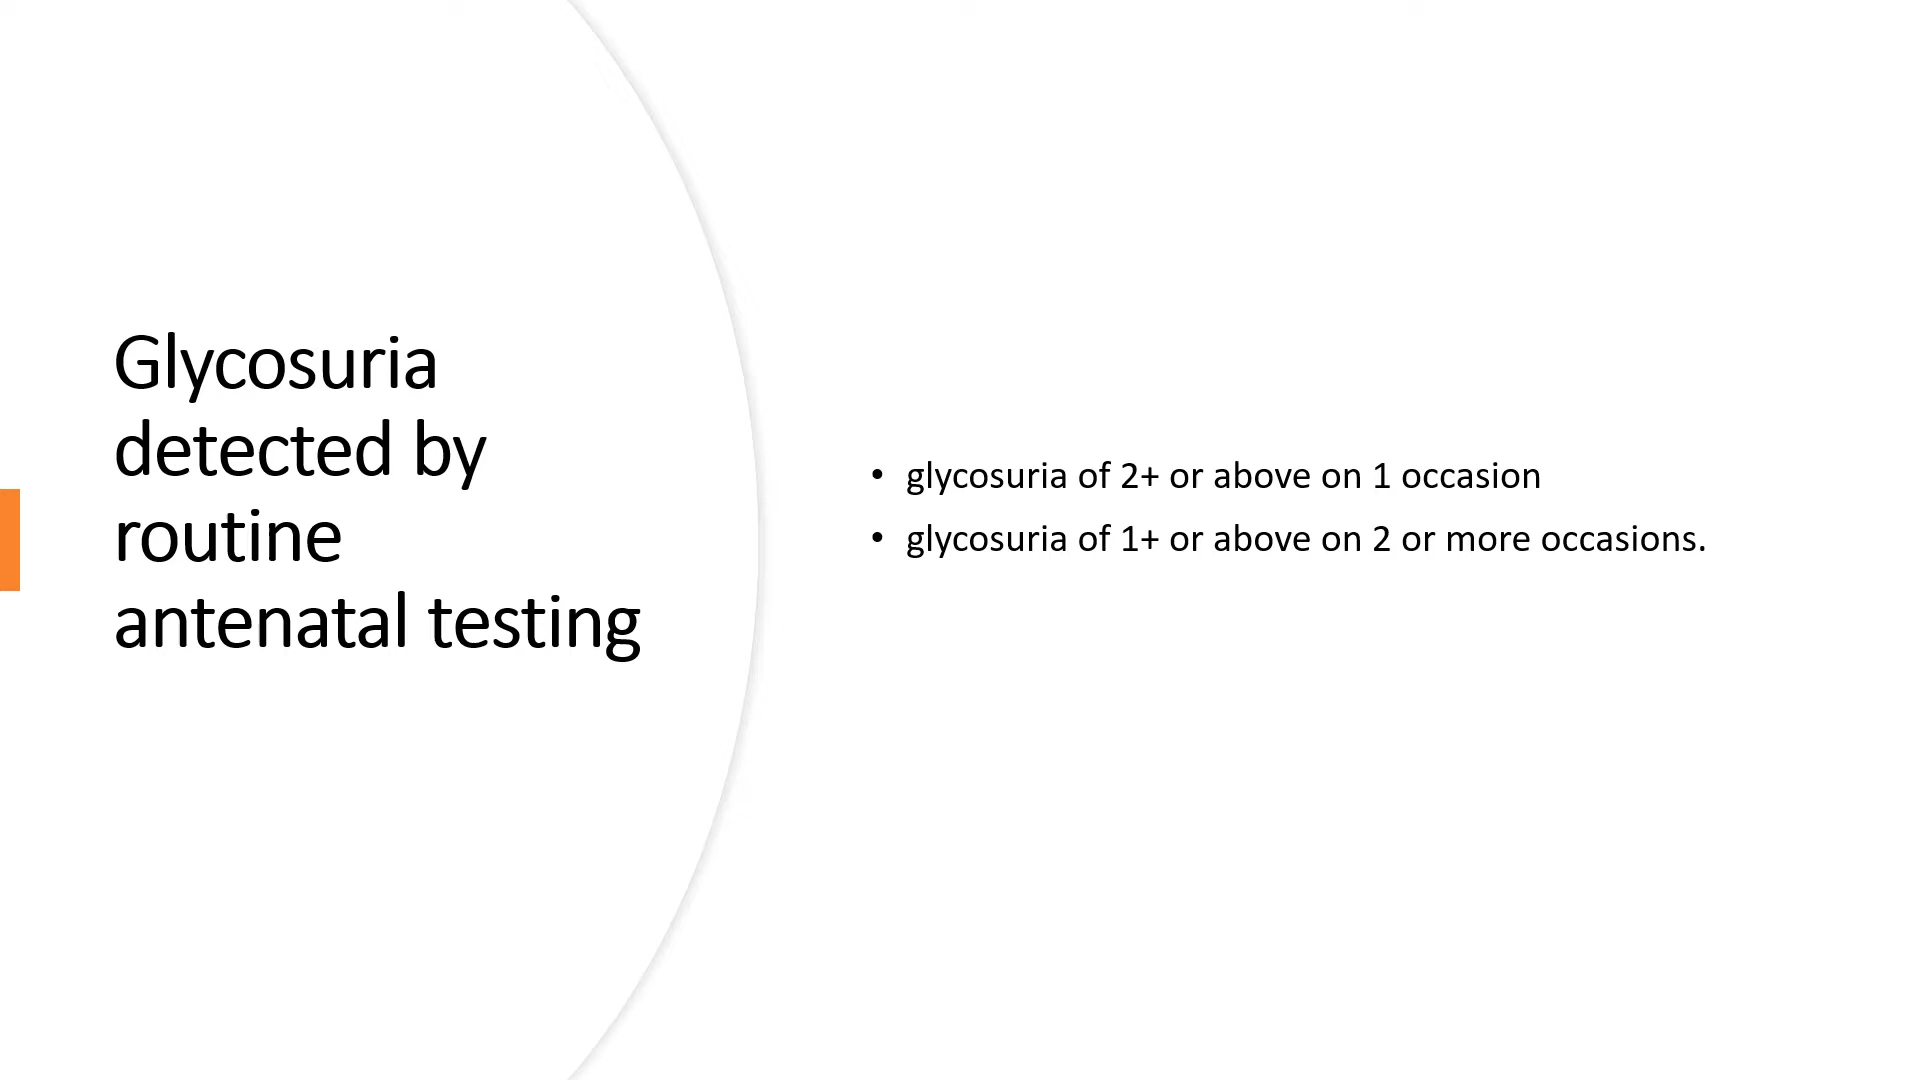 Glycosuria
detected by
routine
antenatal testing
• glycosuria of 2+ or above on 1 occasion
• glycosuria of 1+ or above on 2 or more occasions.